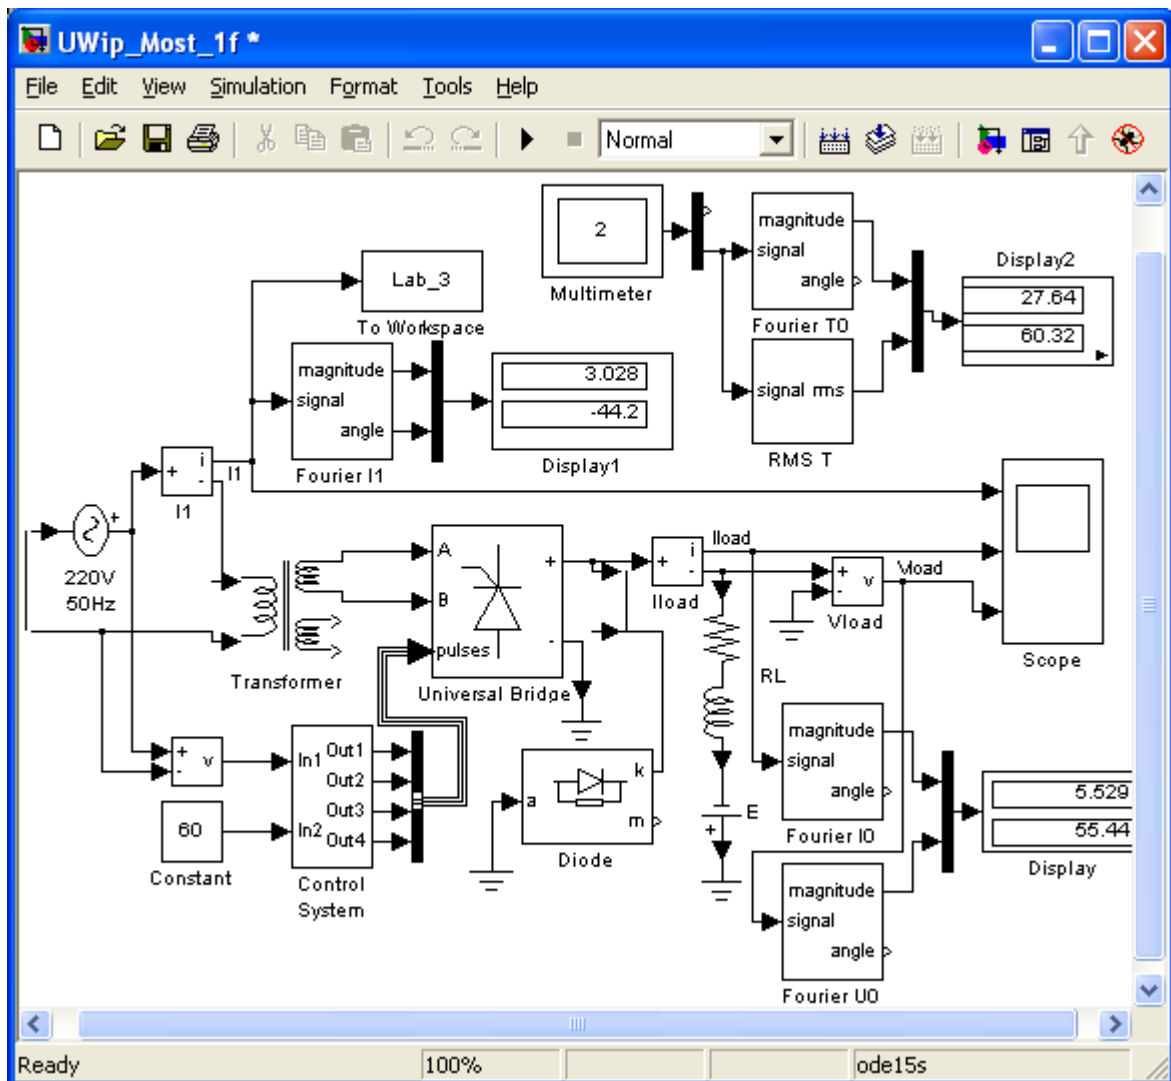 UWip_Most_1f *
File Edit View Simulation Format Tools Help
Normal
2
Multimeter
magnitude
signal
angle
Fourier T0
Display2
27.64
60.32
Lab_3
To Workspace
magnitude
signal
angle
Fourier I1
3.028
-44.2
Display1
signal rms
RMS T
+ i
-
I1
I1
+
220V
50Hz
Transformer
A
B
pulses
+
-
Universal Bridge
+ i
-
Iload
Iload
+ v
-
Vload
Vload
Scope
RL
+ v
-
60
Constant
In1
In2
Out1
Out2
Out3
Out4
Control
System
a
k
m
Diode
E
+
magnitude
signal
angle
Fourier I0
magnitude
signal
angle
Fourier U0
5.529
55.44
Display
Ready 100% ode15s